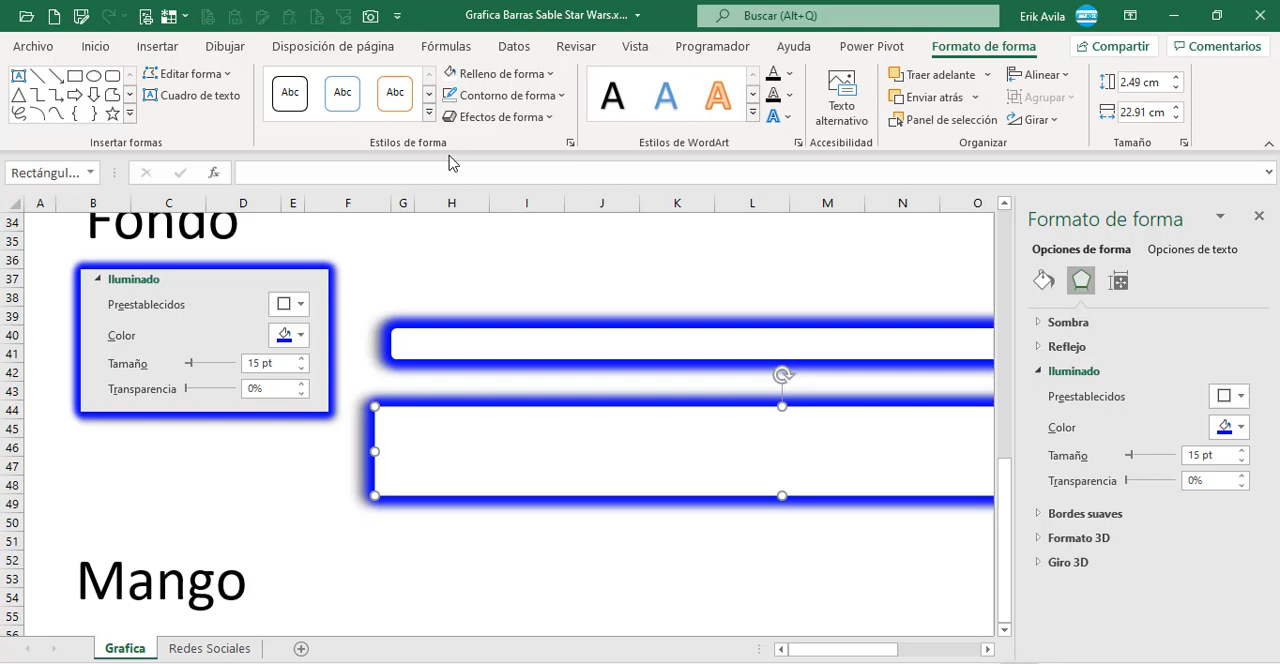 Grafica Barras Sable Star Wars.x...
Buscar (Alt+Q)
Erik Avila
Archivo Inicio Insertar Dibujar Disposición de página Fórmulas Datos Revisar Vista Programador Ayuda Power Pivot Formato de forma Compartir Comentarios
Editar forma
Cuadro de texto
Insertar formas
Abc Abc Abc
Relleno de forma
Contorno de forma
Efectos de forma
Estilos de forma
A A A
A
A
A
Estilos de WordArt
Texto
alternativo
Accesibilidad
Traer adelante
Enviar atrás
Panel de selección
Alinear
Agrupar
Girar
Organizar
2.49 cm
22.91 cm
Tamaño
Rectángul...
fx
A B C D E F G H I J K L M N O
34
35
36
37
38
39
40
41
42
43
44
45
46
47
48
49
50
51
52
53
54
55
56
Fondo
Iluminado
Preestablecidos
Color
Tamaño 15 pt
Transparencia 0%
Mango
Formato de forma
Opciones de forma Opciones de texto
Sombra
Reflejo
Iluminado
Preestablecidos
Color
Tamaño 15 pt
Transparencia 0%
Bordes suaves
Formato 3D
Giro 3D
Grafica Redes Sociales